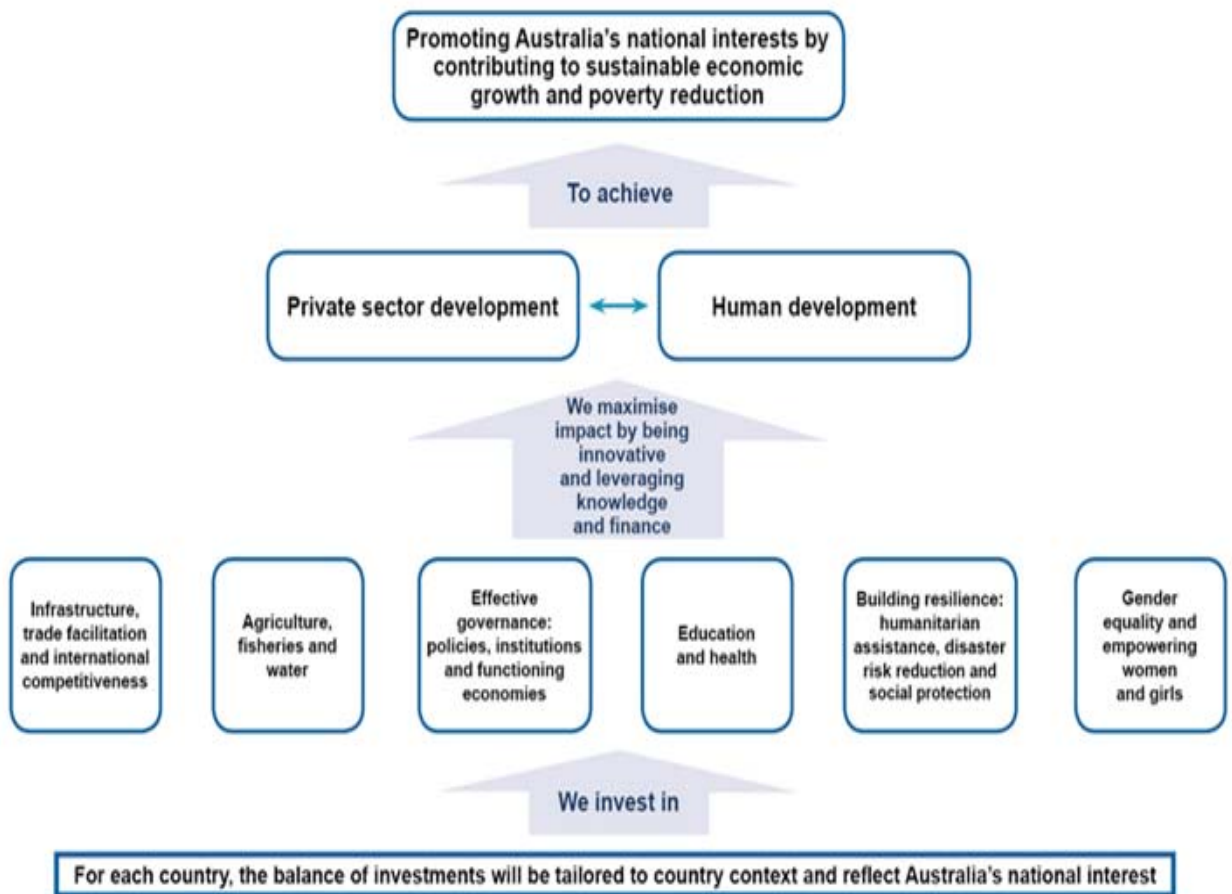 Promoting Australia's national interests by
contributing to sustainable economic
growth and poverty reduction
To achieve
Private sector development
Human development
We maximise
impact by being
innovative
and leveraging
knowledge
and finance
Infrastructure,
trade facilitation
and international
competitiveness
Agriculture,
fisheries and
water
Effective
governance:
policies, institutions
and functioning
economies
Education
and health
Building resilience:
humanitarian
assistance, disaster
risk reduction and
social protection
Gender
equality and
empowering
women
and girls
We invest in
For each country, the balance of investments will be tailored to country context and reflect Australia's national interest